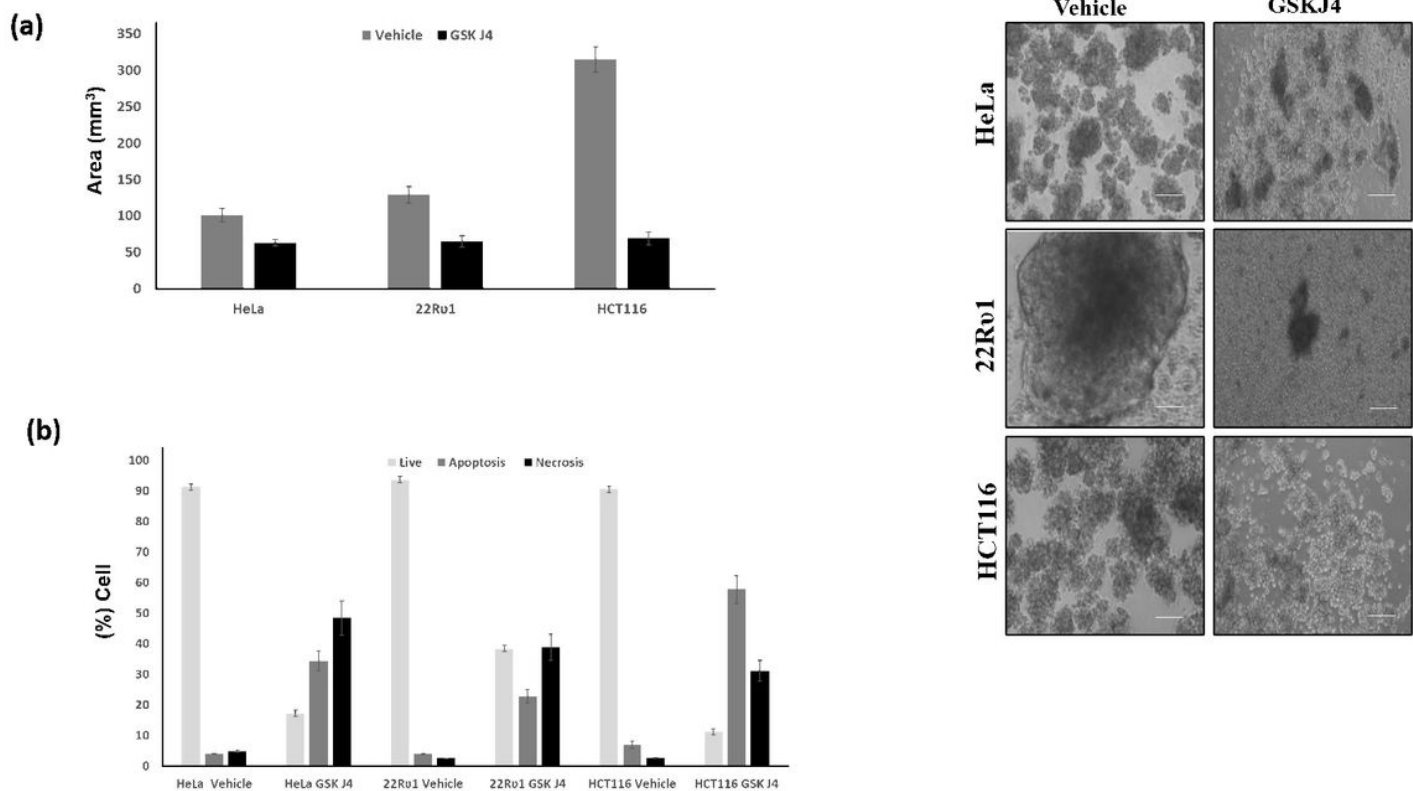 (a)
Area (mm³)
350
300
250
200
150
100
50
0
Vehicle GSK J4
HeLa 22Rυ1 HCT116
Vehicle GSKJ4
HeLa
22Rυ1
HCT116
(b)
(%) Cell
100
90
80
70
60
50
40
30
20
10
0
Live Apoptosis Necrosis
HeLa Vehicle HeLa GSK J4 22Rυ1 Vehicle 22Rυ1 GSK J4 HCT116 Vehicle HCT116 GSK J4